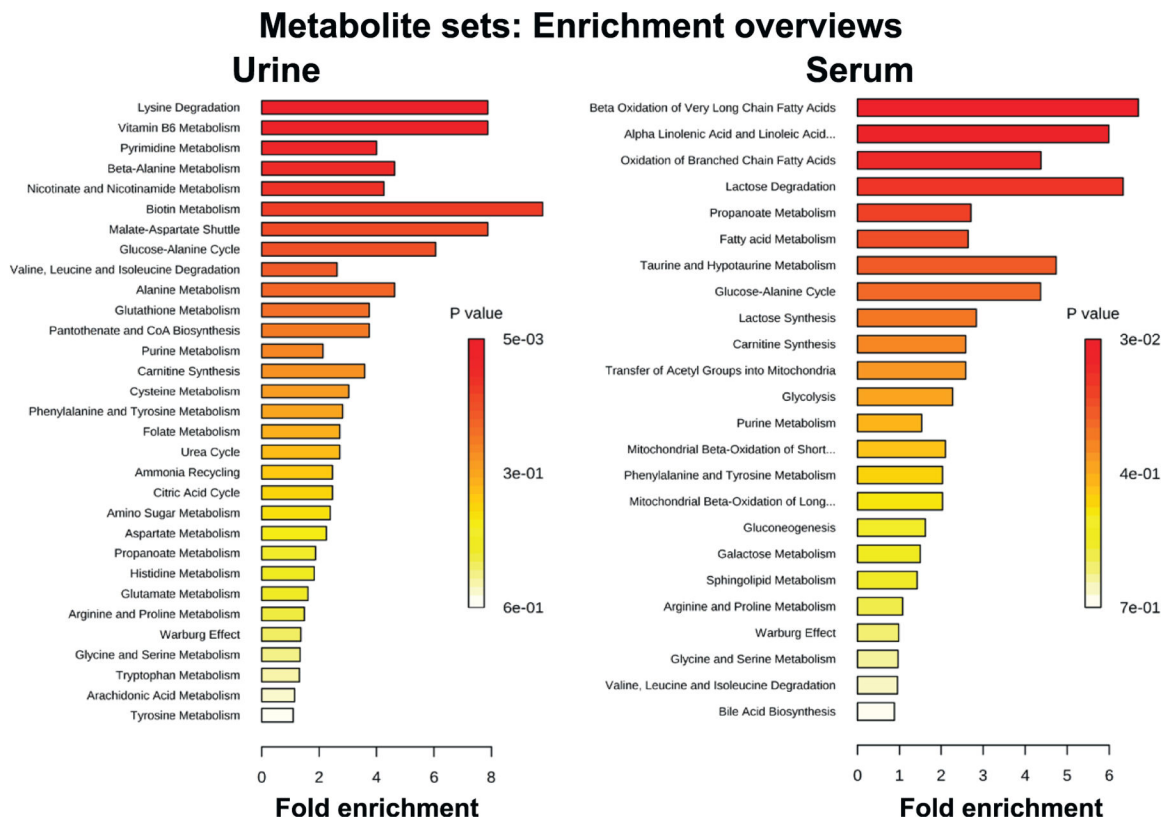 Metabolite sets: Enrichment overviews
Urine
Lysine Degradation
Vitamin B6 Metabolism
Pyrimidine Metabolism
Beta-Alanine Metabolism
Nicotinate and Nicotinamide Metabolism
Biotin Metabolism
Malate-Aspartate Shuttle
Glucose-Alanine Cycle
Valine, Leucine and Isoleucine Degradation
Alanine Metabolism
Glutathione Metabolism
Pantothenate and CoA Biosynthesis
Purine Metabolism
Carnitine Synthesis
Cysteine Metabolism
Phenylalanine and Tyrosine Metabolism
Folate Metabolism
Urea Cycle
Ammonia Recycling
Citric Acid Cycle
Amino Sugar Metabolism
Aspartate Metabolism
Propanoate Metabolism
Histidine Metabolism
Glutamate Metabolism
Arginine and Proline Metabolism
Warburg Effect
Glycine and Serine Metabolism
Tryptophan Metabolism
Arachidonic Acid Metabolism
Tyrosine Metabolism
P value
5e-03
3e-01
6e-01
0 2 4 6 8
Fold enrichment
Serum
Beta Oxidation of Very Long Chain Fatty Acids
Alpha Linolenic Acid and Linoleic Acid...
Oxidation of Branched Chain Fatty Acids
Lactose Degradation
Propanoate Metabolism
Fatty acid Metabolism
Taurine and Hypotaurine Metabolism
Glucose-Alanine Cycle
Lactose Synthesis
Carnitine Synthesis
Transfer of Acetyl Groups into Mitochondria
Glycolysis
Purine Metabolism
Mitochondrial Beta-Oxidation of Short...
Phenylalanine and Tyrosine Metabolism
Mitochondrial Beta-Oxidation of Long...
Gluconeogenesis
Galactose Metabolism
Sphingolipid Metabolism
Arginine and Proline Metabolism
Warburg Effect
Glycine and Serine Metabolism
Valine, Leucine and Isoleucine Degradation
Bile Acid Biosynthesis
P value
3e-02
4e-01
7e-01
0 1 2 3 4 5 6
Fold enrichment